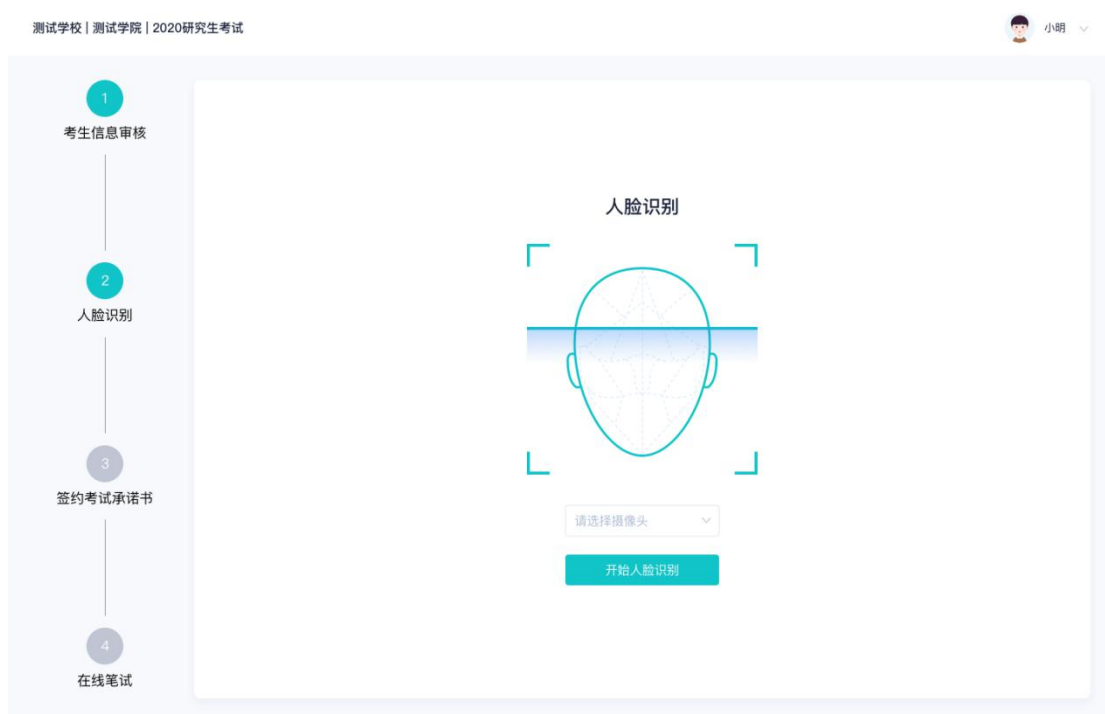 测试学校 | 测试学院 | 2020研究生考试
小明
1
考生信息审核
2
人脸识别
3
签约考试承诺书
4
在线笔试
人脸识别
请选择摄像头
开始人脸识别